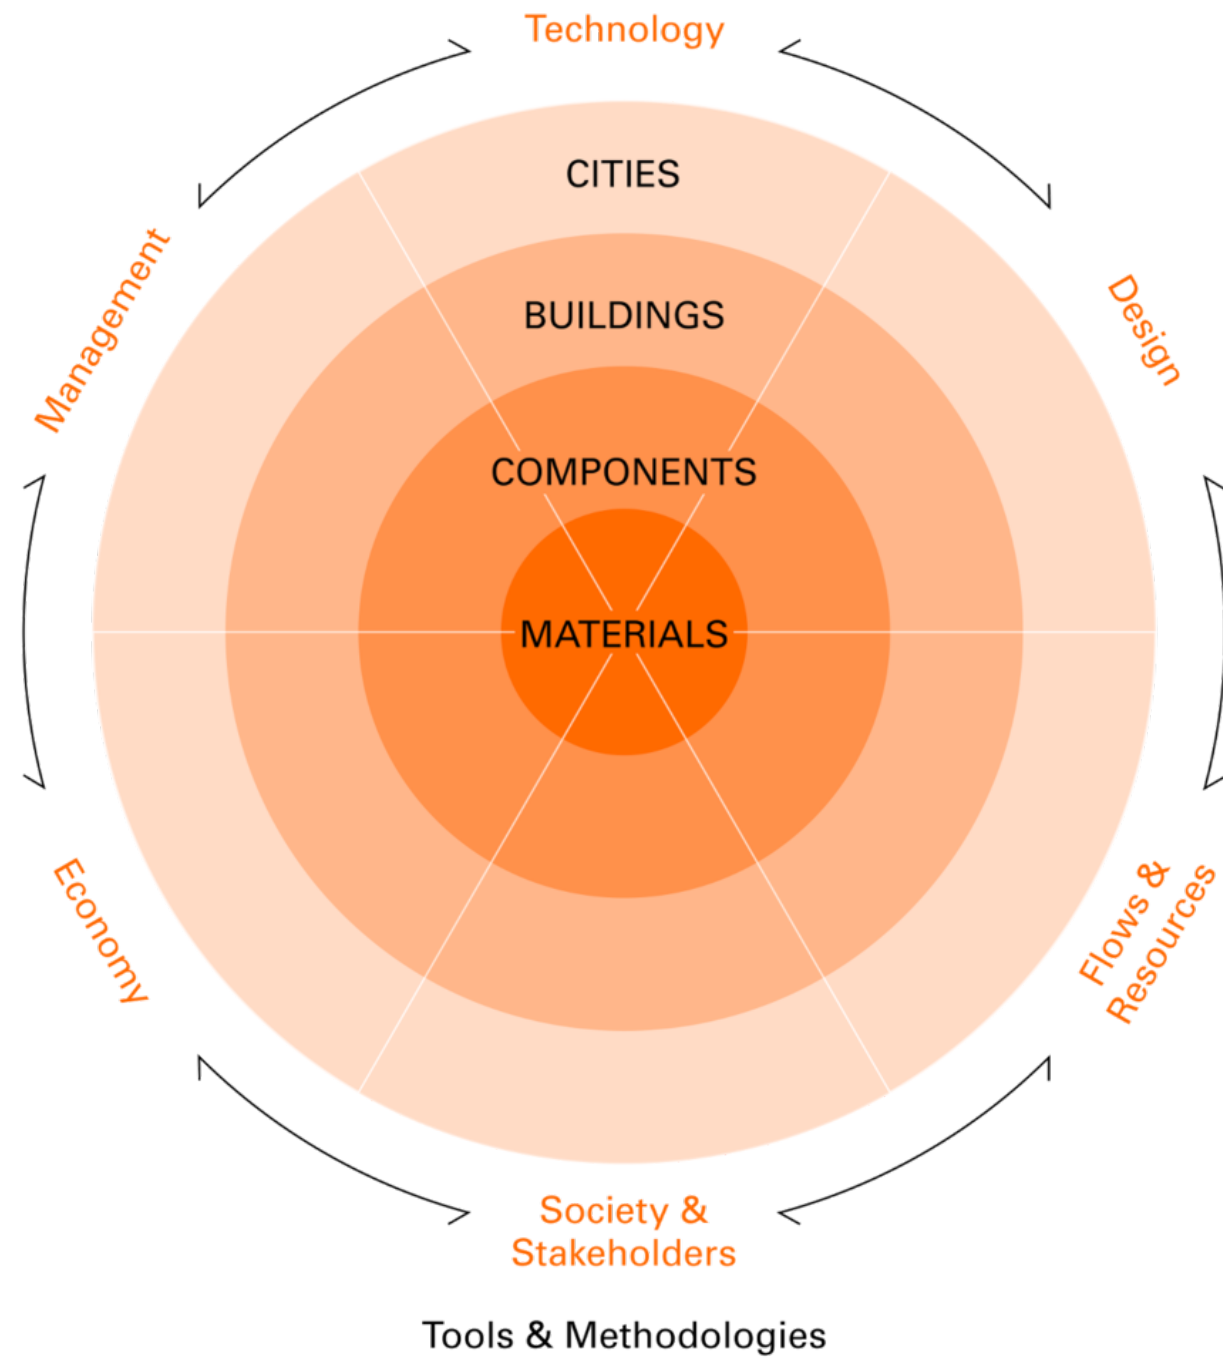 Technology
CITIES
Management
Design
BUILDINGS
COMPONENTS
MATERIALS
Economy
Flows &
Resources
Society &
Stakeholders
Tools & Methodologies